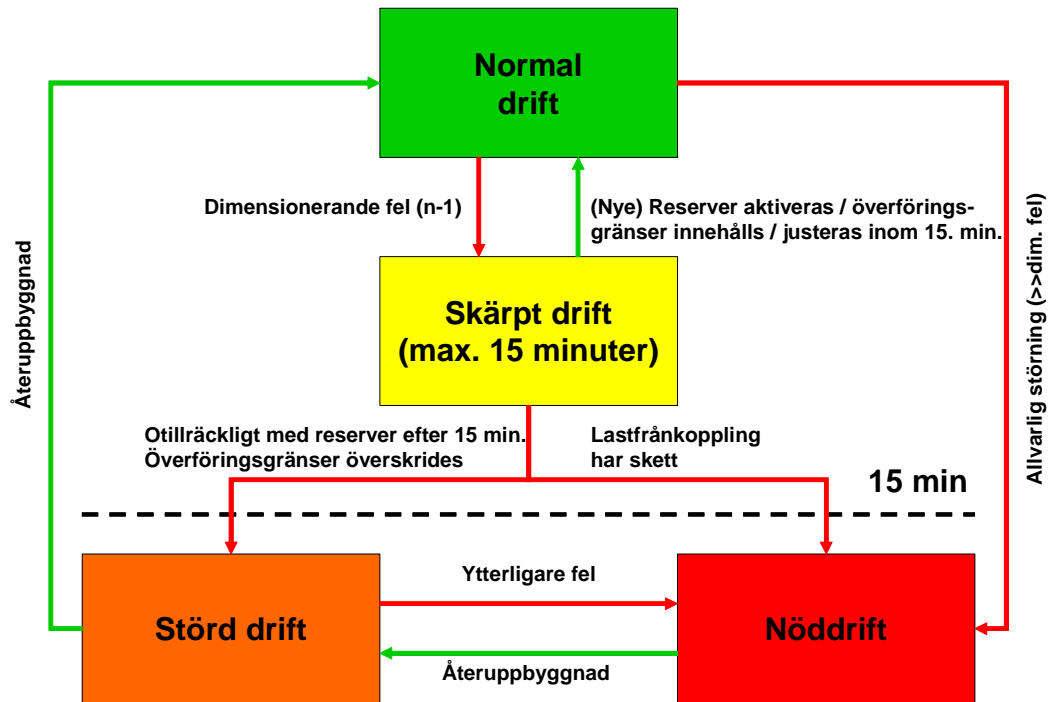 Normal
drift
Dimensionerande fel (n-1)
(Nye) Reserver aktiveras / överförings-
gränser innehålls / justeras inom 15. min.
Återuppbyggnad
Allvarlig störning (>>dim. fel)
Skärpt drift
(max. 15 minuter)
Otillräckligt med reserver efter 15 min.
Överföringsgränser överskrides
Lastfrånkoppling
har skett
15 min
Störd drift
Ytterligare fel
Återuppbyggnad
Nöddrift